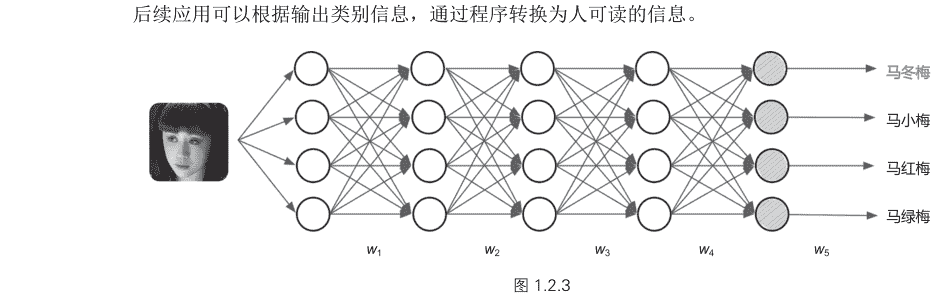 后续应用可以根据输出类别信息，通过程序转换为人可读的信息。
马冬梅
马小梅
马红梅
马绿梅
w1 w2 w3 w4 w5
图 1.2.3